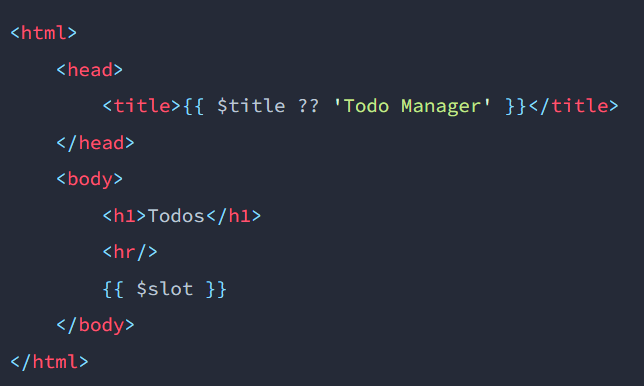 <html>
    <head>
        <title>{{ $title ?? 'Todo Manager' }}</title>
    </head>
    <body>
        <h1>Todos</h1>
        <hr/>
        {{ $slot }}
    </body>
</html>